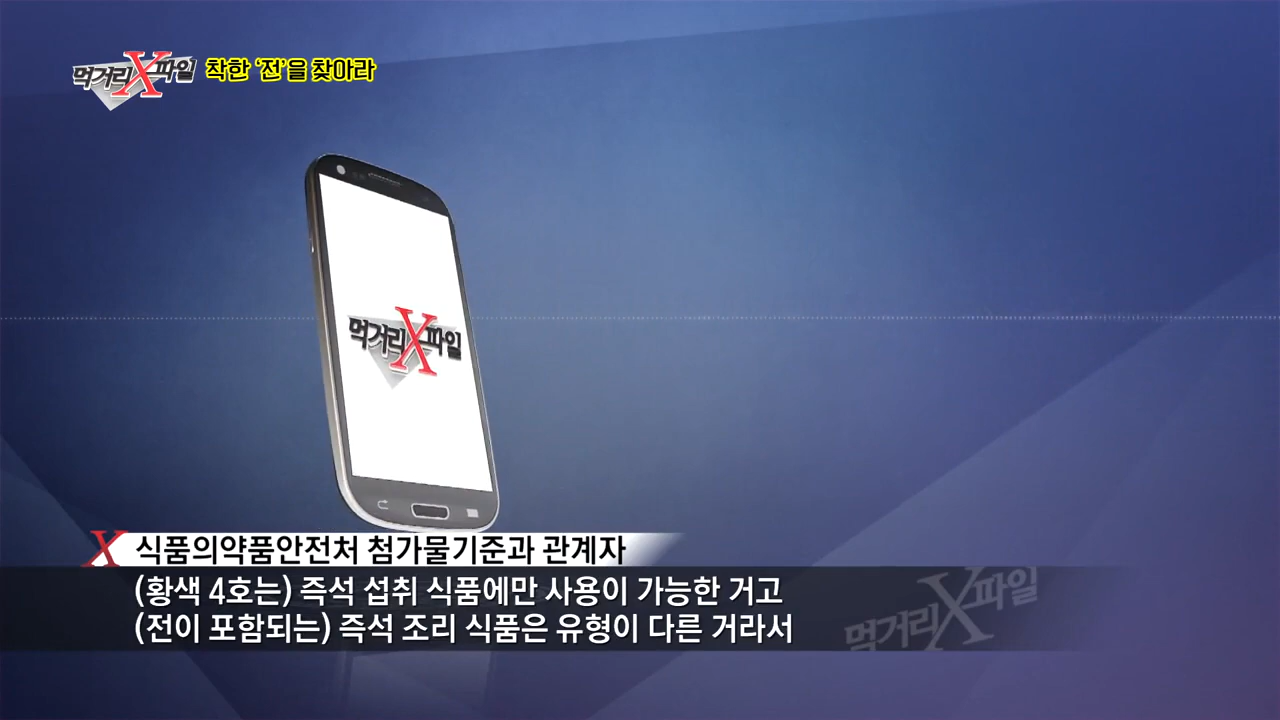 먹거리X파일 착한 '전'을 찾아라
먹거리X파일
X 식품의약품안전처 첨가물기준과 관계자
(황색 4호는) 즉석 섭취 식품에만 사용이 가능한 거고
(전이 포함되는) 즉석 조리 식품은 유형이 다른 거라서
먹거리X파일